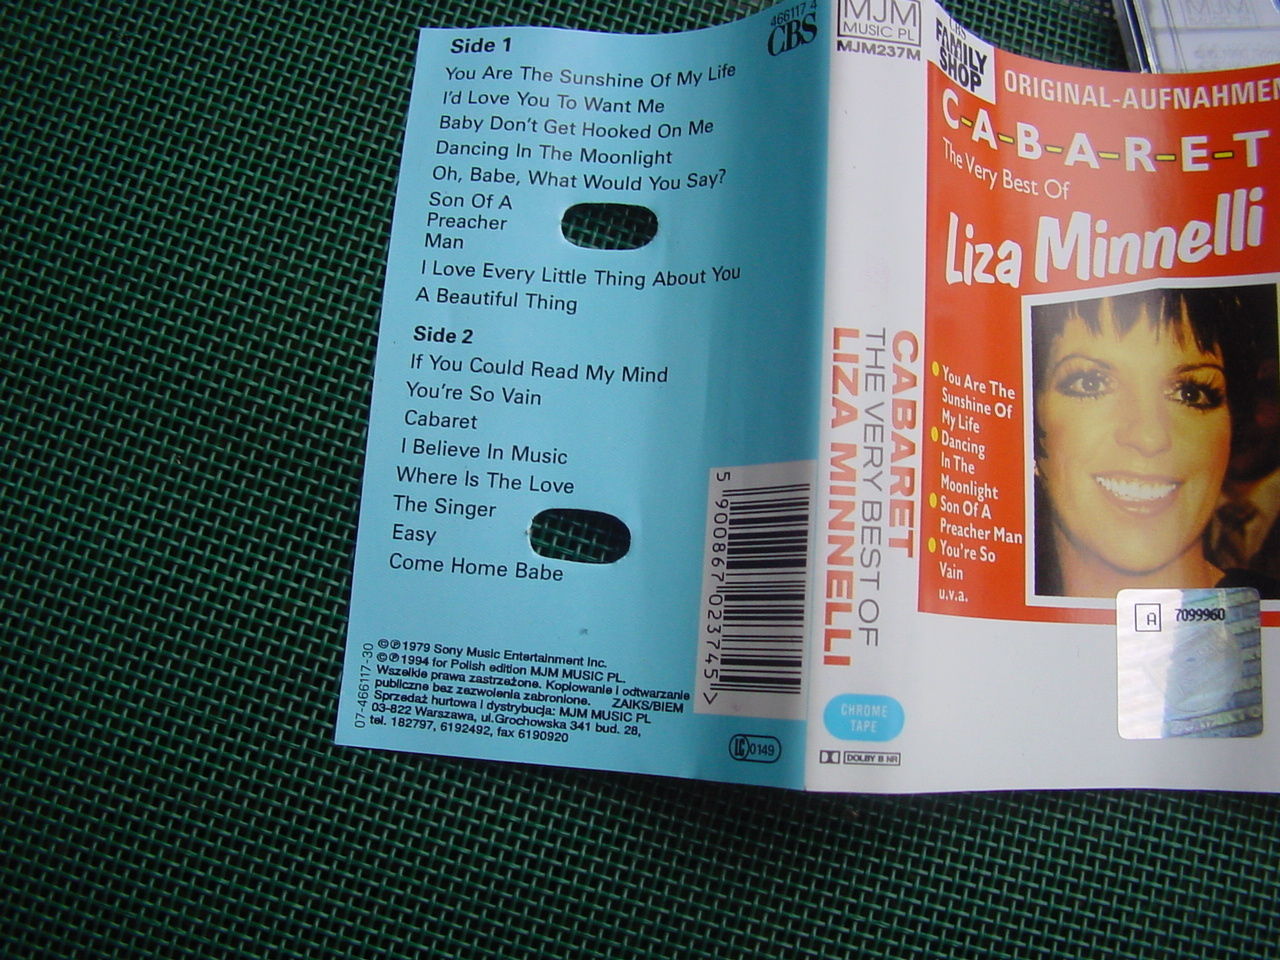 Side 1
You Are The Sunshine Of My Life
I'd Love You To Want Me
Baby Don't Get Hooked On Me
Dancing In The Moonlight
Oh, Babe, What Would You Say?
Son Of A
Preacher
Man
I Love Every Little Thing About You
A Beautiful Thing
Side 2
If You Could Read My Mind
You're So Vain
Cabaret
I Believe In Music
Where Is The Love
The Singer
Easy
Come Home Babe
©℗1979 Sony Music Entertainment Inc.
©℗1994 for Polish edition MJM MUSIC PL.
Wszelkie prawa zastrzeżone. Kopiowanie i odtwarzanie
publiczne bez zezwolenia zabronione. ZAIKS/BIEM
Sprzedaż hurtowa i dystrybucja: MJM MUSIC PL
03-822 Warszawa, ul.Grochowska 341 bud. 28,
tel. 182797, 6192492, fax 6190920
07-466117-30
466117 4
CBS
5 900867 023745 >
LC 0149
MJM
MUSIC PL
MJM237M
CABARET
THE VERY BEST OF
LIZA MINNELLI
CHROME
TAPE
DOLBY B NR
CBS
FAMILY
SHOP
ORIGINAL-AUFNAHMEN
C-A-B-A-R-E-T
The Very Best Of
Liza Minnelli
You Are The
Sunshine Of
My Life
Dancing
In The
Moonlight
Son Of A
Preacher Man
You're So
Vain
u.v.a.
A 7099960
MJM